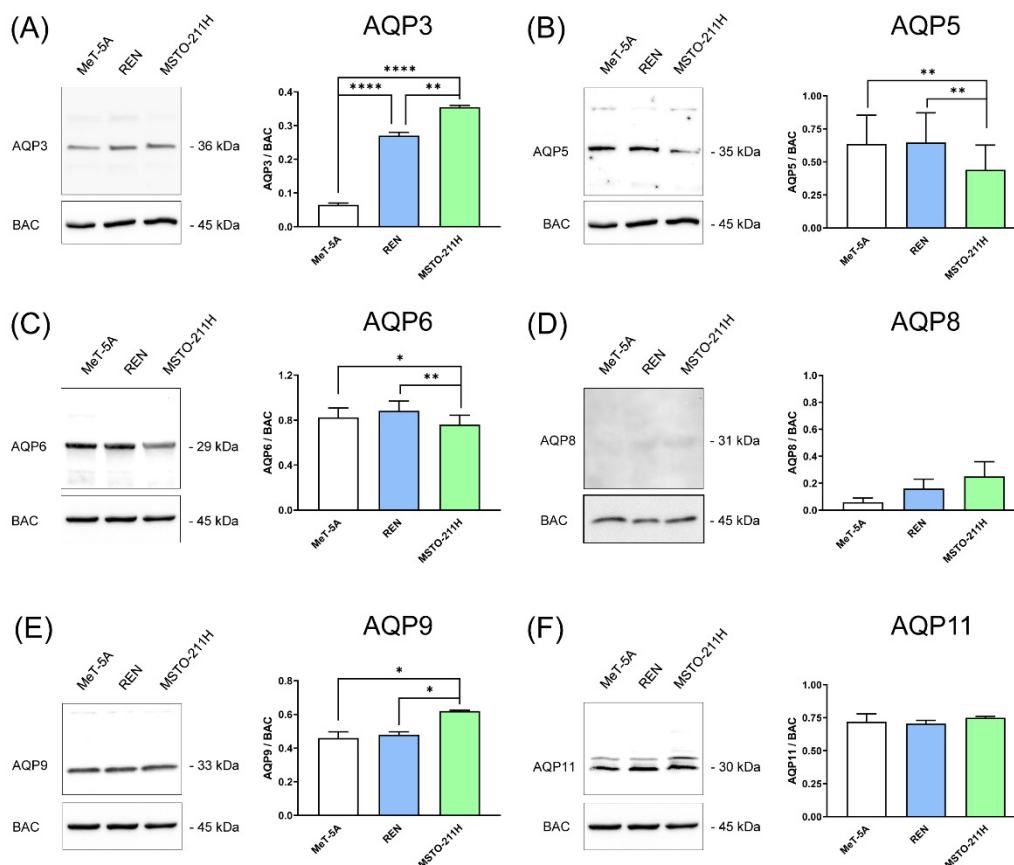 (A)
AQP3
MeT-5A
REN
MSTO-211H
AQP3
- 36 kDa
BAC
- 45 kDa
AQP3 / BAC
0.4
0.3
0.2
0.1
0.0
****
****
**
MeT-5A
REN
MSTO-211H
(B)
AQP5
MeT-5A
REN
MSTO-211H
AQP5
- 35 kDa
BAC
- 45 kDa
AQP5 / BAC
1.00
0.75
0.50
0.25
0.00
**
**
MeT-5A
REN
MSTO-211H
(C)
AQP6
MeT-5A
REN
MSTO-211H
AQP6
- 29 kDa
BAC
- 45 kDa
AQP6 / BAC
1.2
0.8
0.4
0.0
*
**
MeT-5A
REN
MSTO-211H
(D)
AQP8
MeT-5A
REN
MSTO-211H
AQP8
- 31 kDa
BAC
- 45 kDa
AQP8 / BAC
1.0
0.8
0.6
0.4
0.2
0.0
MeT-5A
REN
MSTO-211H
(E)
AQP9
MeT-5A
REN
MSTO-211H
AQP9
- 33 kDa
BAC
- 45 kDa
AQP9 / BAC
0.8
0.6
0.4
0.2
0.0
*
*
MeT-5A
REN
MSTO-211H
(F)
AQP11
MeT-5A
REN
MSTO-211H
AQP11
- 30 kDa
BAC
- 45 kDa
AQP11 / BAC
1.00
0.75
0.50
0.25
0.00
MeT-5A
REN
MSTO-211H